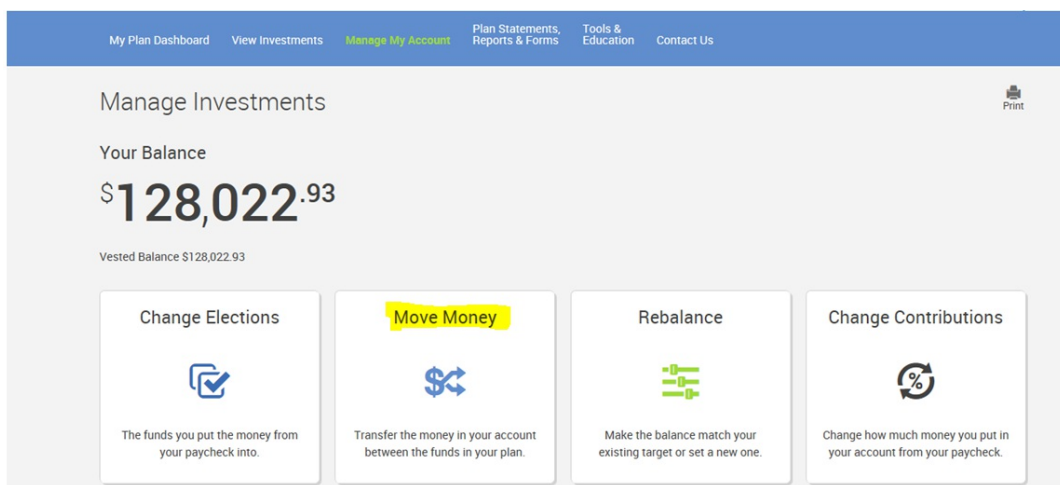 Plan Statements,
Tools &
My Plan Dashboard View Investments Manage My Account Reports & Forms Education Contact Us
Manage Investments
Print
Your Balance
$128,022.93
Vested Balance $128,022.93
Change Elections
The funds you put the money from
your paycheck into.
Move Money
Transfer the money in your account
between the funds in your plan.
Rebalance
Make the balance match your
existing target or set a new one.
Change Contributions
%
Change how much money you put in
your account from your paycheck.